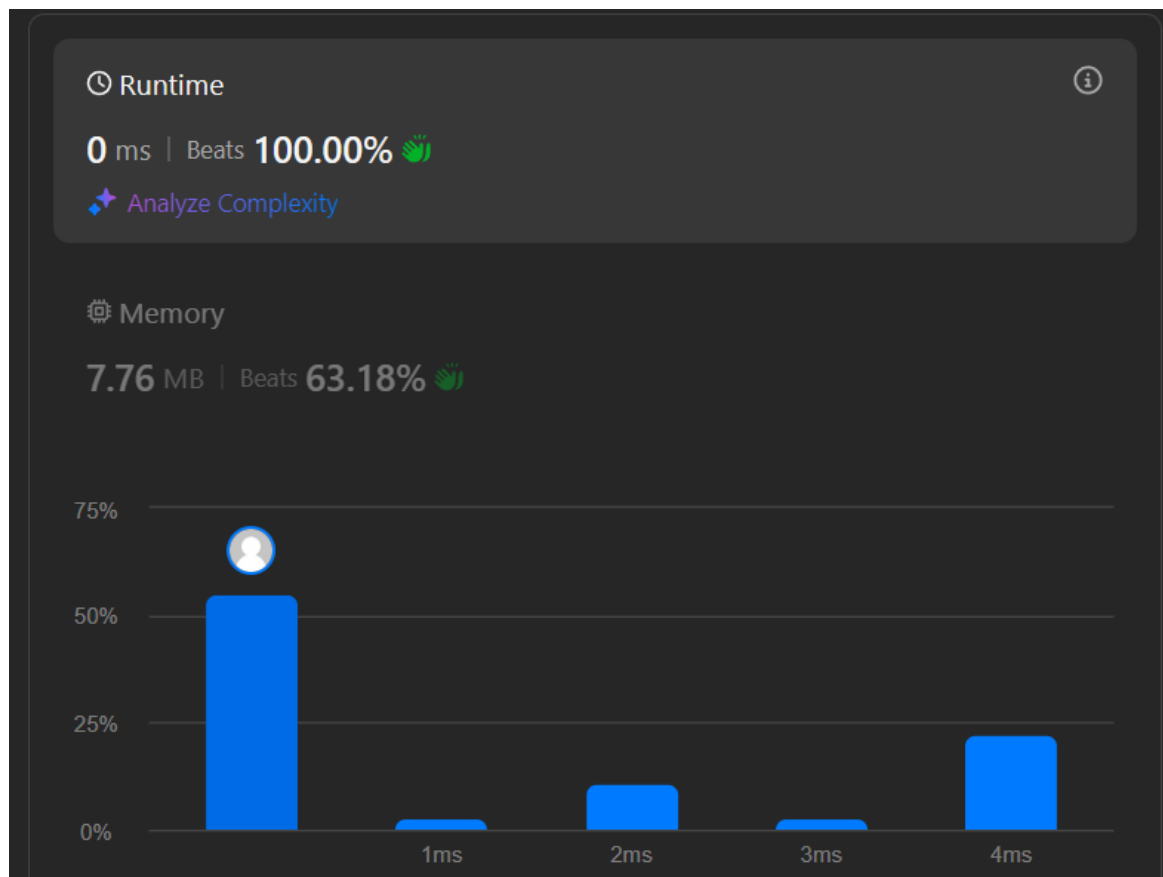 Runtime
0 ms | Beats 100.00%
Analyze Complexity
Memory
7.76 MB | Beats 63.18%
75%
50%
25%
0%
1ms 2ms 3ms 4ms